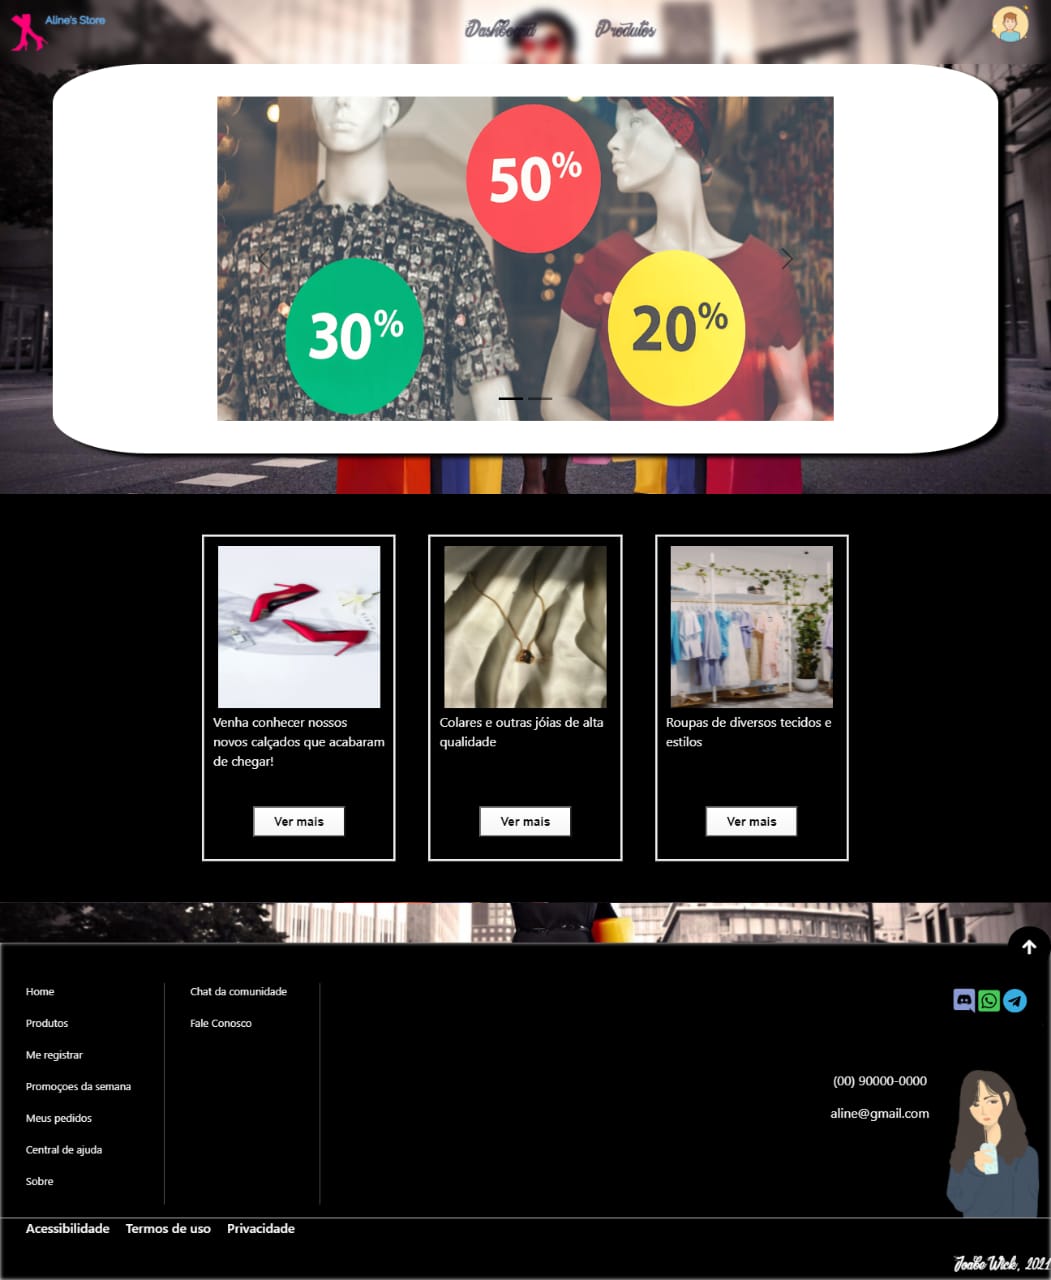 Aline's Store
Dashboard
Produtos
50%
30%
20%
Venha conhecer nossos
novos calçados que acabaram
de chegar!
Ver mais
Colares e outras jóias de alta
qualidade
Ver mais
Roupas de diversos tecidos e
estilos
Ver mais
Home
Produtos
Me registrar
Promoçoes da semana
Meus pedidos
Central de ajuda
Sobre
Chat da comunidade
Fale Conosco
(00) 90000-0000
aline@gmail.com
Acessibilidade Termos de uso Privacidade
Joabe Wick, 2021